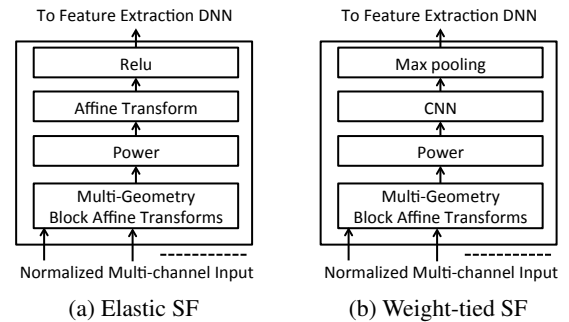 To Feature Extraction DNN
Relu
Affine Transform
Power
Multi-Geometry
Block Affine Transforms
Normalized Multi-channel Input
(a) Elastic SF
To Feature Extraction DNN
Max pooling
CNN
Power
Multi-Geometry
Block Affine Transforms
Normalized Multi-channel Input
(b) Weight-tied SF